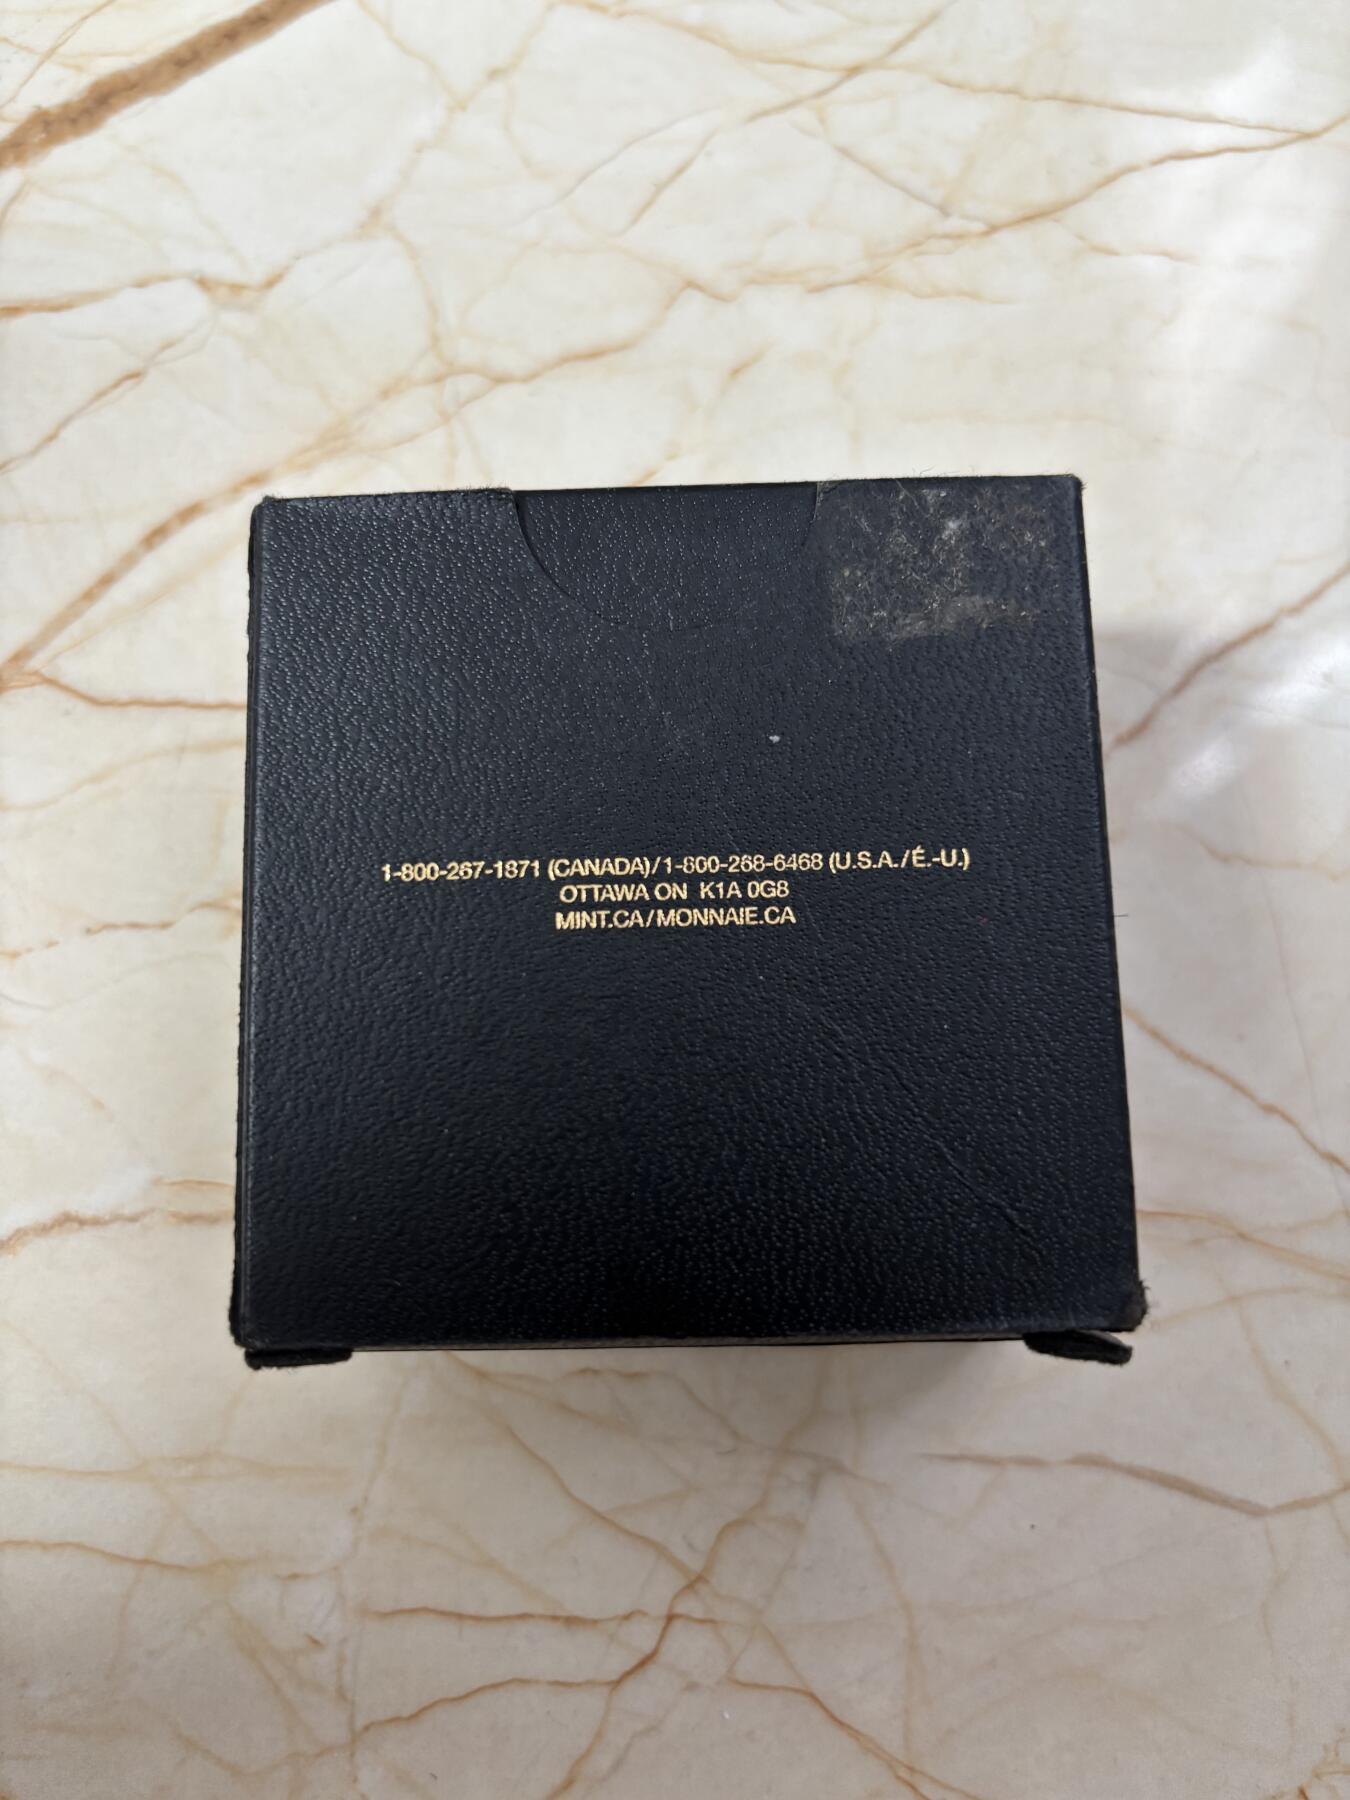 1-800-267-1871 (CANADA)/1-800-268-6468 (U.S.A./É.-U.)
OTTAWA ON K1A 0G8
MINT.CA/MONNAIE.CA